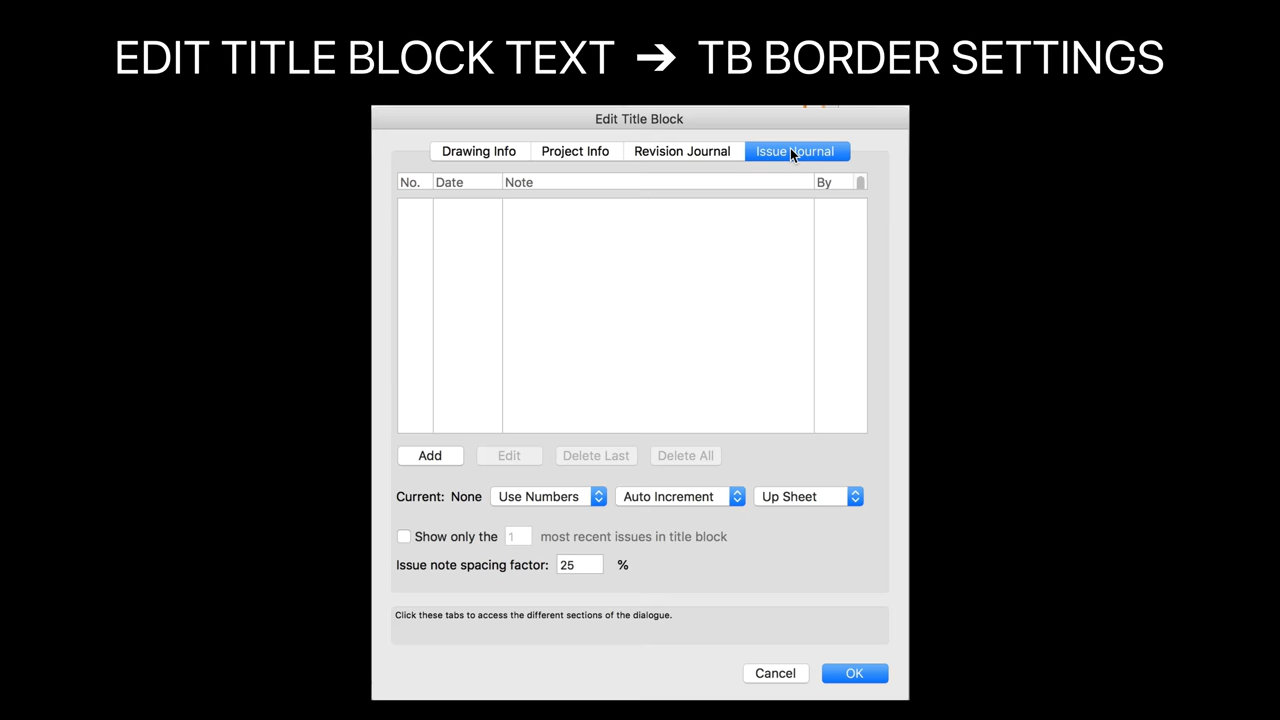 EDIT TITLE BLOCK TEXT ➔ TB BORDER SETTINGS
Edit Title Block
Drawing Info Project Info Revision Journal Issue Journal
No. Date Note By
Add Edit Delete Last Delete All
Current: None Use Numbers Auto Increment Up Sheet
Show only the 1 most recent issues in title block
Issue note spacing factor: 25 %
Click these tabs to access the different sections of the dialogue.
Cancel OK